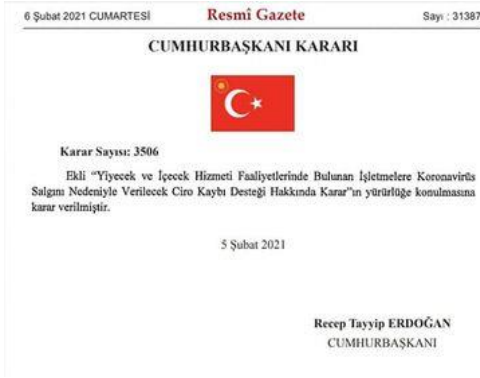 6 Şubat 2021 CUMARTESİ
Resmî Gazete
Sayı : 31387
CUMHURBAŞKANI KARARI
Karar Sayısı: 3506
Ekli “Yiyecek ve İçecek Hizmeti Faaliyetlerinde Bulunan İşletmelere Koronavirüs
Salgını Nedeniyle Verilecek Ciro Kaybı Desteği Hakkında Karar”ın yürürlüğe konulmasına
karar verilmiştir.
5 Şubat 2021
Recep Tayyip ERDOĞAN
CUMHURBAŞKANI